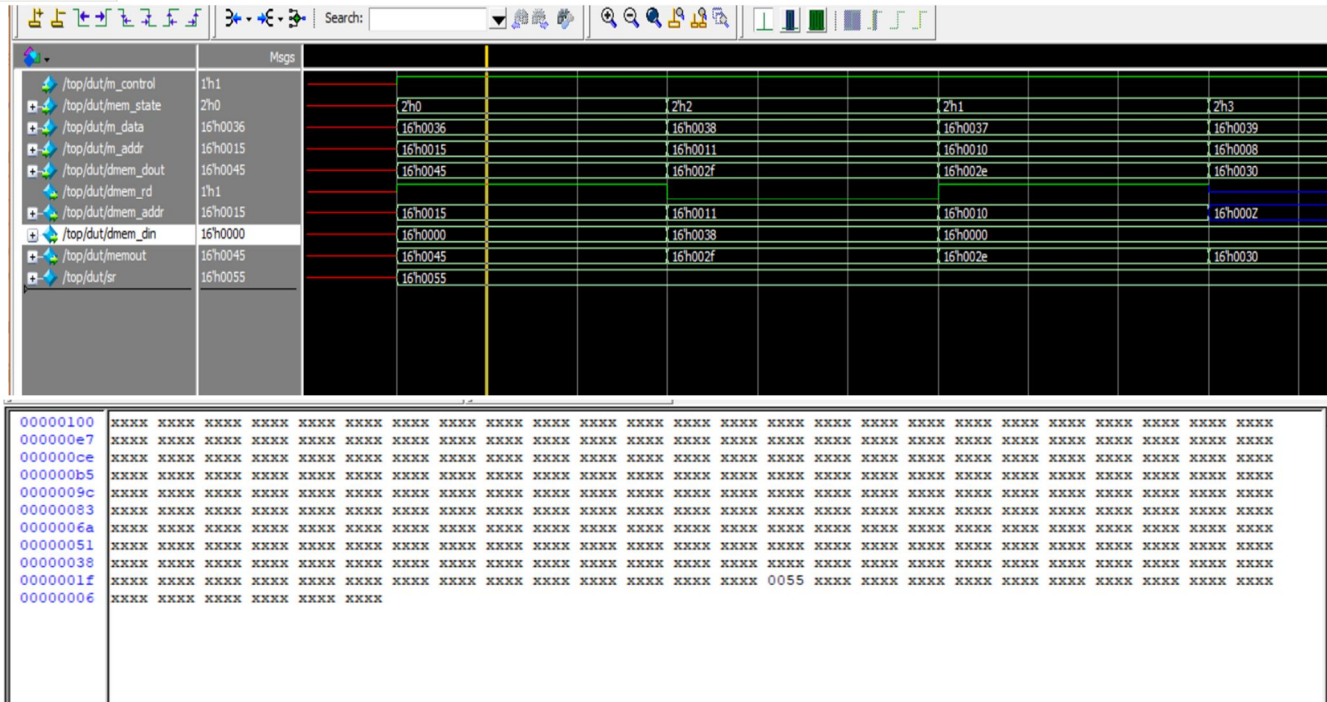 Search:
Msgs
/top/dut/m_control 1'h1
/top/dut/mem_state 2'h0 2'h0 2'h2 2'h1 2'h3
/top/dut/m_data 16'h0036 16'h0036 16'h0038 16'h0037 16'h0039
/top/dut/m_addr 16'h0015 16'h0015 16'h0011 16'h0010 16'h0008
/top/dut/dmem_dout 16'h0045 16'h0045 16'h002f 16'h002e 16'h0030
/top/dut/dmem_rd 1'h1
/top/dut/dmem_addr 16'h0015 16'h0015 16'h0011 16'h0010 16'h000Z
/top/dut/dmem_din 16'h0000 16'h0000 16'h0038 16'h0000
/top/dut/memout 16'h0045 16'h0045 16'h002f 16'h002e 16'h0030
/top/dut/sr 16'h0055 16'h0055
00000100 xxxx xxxx xxxx xxxx xxxx xxxx xxxx xxxx xxxx xxxx xxxx xxxx xxxx xxxx xxxx xxxx xxxx xxxx xxxx xxxx xxxx xxxx xxxx xxxx xxxx
000000e7 xxxx xxxx xxxx xxxx xxxx xxxx xxxx xxxx xxxx xxxx xxxx xxxx xxxx xxxx xxxx xxxx xxxx xxxx xxxx xxxx xxxx xxxx xxxx xxxx xxxx
000000ce xxxx xxxx xxxx xxxx xxxx xxxx xxxx xxxx xxxx xxxx xxxx xxxx xxxx xxxx xxxx xxxx xxxx xxxx xxxx xxxx xxxx xxxx xxxx xxxx xxxx
000000b5 xxxx xxxx xxxx xxxx xxxx xxxx xxxx xxxx xxxx xxxx xxxx xxxx xxxx xxxx xxxx xxxx xxxx xxxx xxxx xxxx xxxx xxxx xxxx xxxx xxxx
0000009c xxxx xxxx xxxx xxxx xxxx xxxx xxxx xxxx xxxx xxxx xxxx xxxx xxxx xxxx xxxx xxxx xxxx xxxx xxxx xxxx xxxx xxxx xxxx xxxx xxxx
00000083 xxxx xxxx xxxx xxxx xxxx xxxx xxxx xxxx xxxx xxxx xxxx xxxx xxxx xxxx xxxx xxxx xxxx xxxx xxxx xxxx xxxx xxxx xxxx xxxx xxxx
0000006a xxxx xxxx xxxx xxxx xxxx xxxx xxxx xxxx xxxx xxxx xxxx xxxx xxxx xxxx xxxx xxxx xxxx xxxx xxxx xxxx xxxx xxxx xxxx xxxx xxxx
00000051 xxxx xxxx xxxx xxxx xxxx xxxx xxxx xxxx xxxx xxxx xxxx xxxx xxxx xxxx xxxx xxxx xxxx xxxx xxxx xxxx xxxx xxxx xxxx xxxx xxxx
00000038 xxxx xxxx xxxx xxxx xxxx xxxx xxxx xxxx xxxx xxxx xxxx xxxx xxxx xxxx xxxx xxxx xxxx xxxx xxxx xxxx xxxx xxxx xxxx xxxx xxxx
0000001f xxxx xxxx xxxx xxxx xxxx xxxx xxxx xxxx xxxx xxxx xxxx xxxx xxxx xxxx 0055 xxxx xxxx xxxx xxxx xxxx xxxx xxxx xxxx xxxx xxxx
00000006 xxxx xxxx xxxx xxxx xxxx xxxx